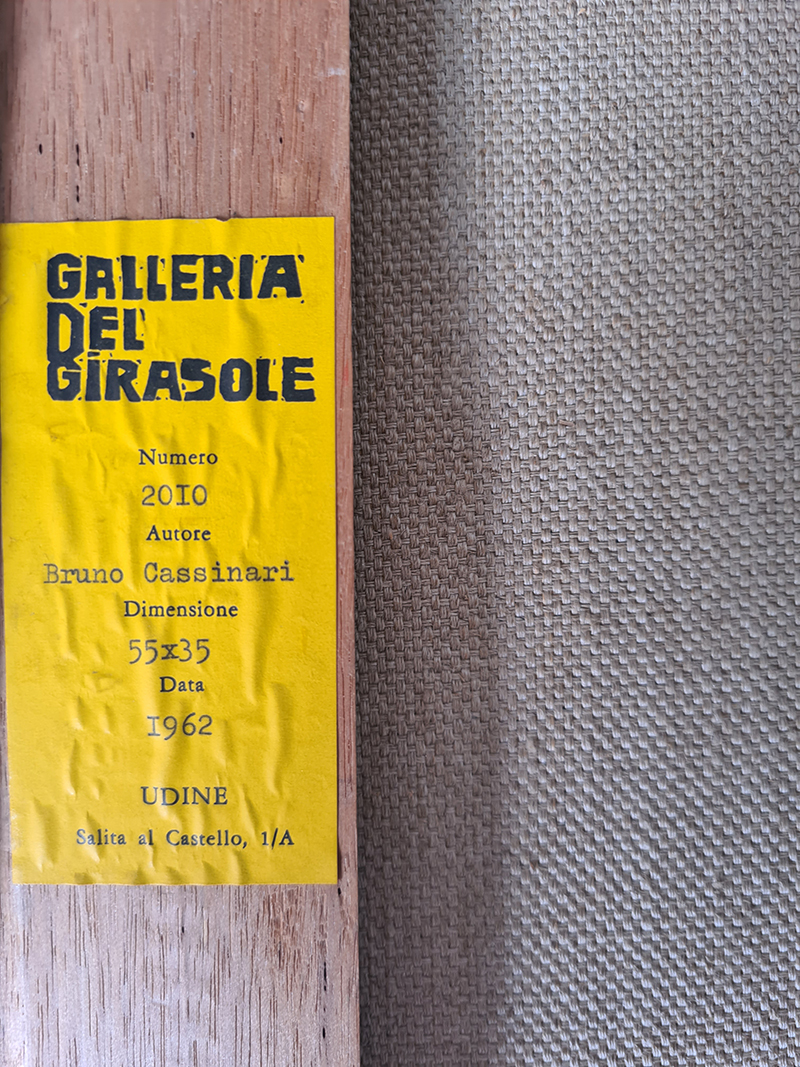 GALLERIA
DEL
GIRASOLE
Numero
2010
Autore
Bruno Cassinari
Dimensione
55x35
Data
1962
UDINE
Salita al Castello, 1/A